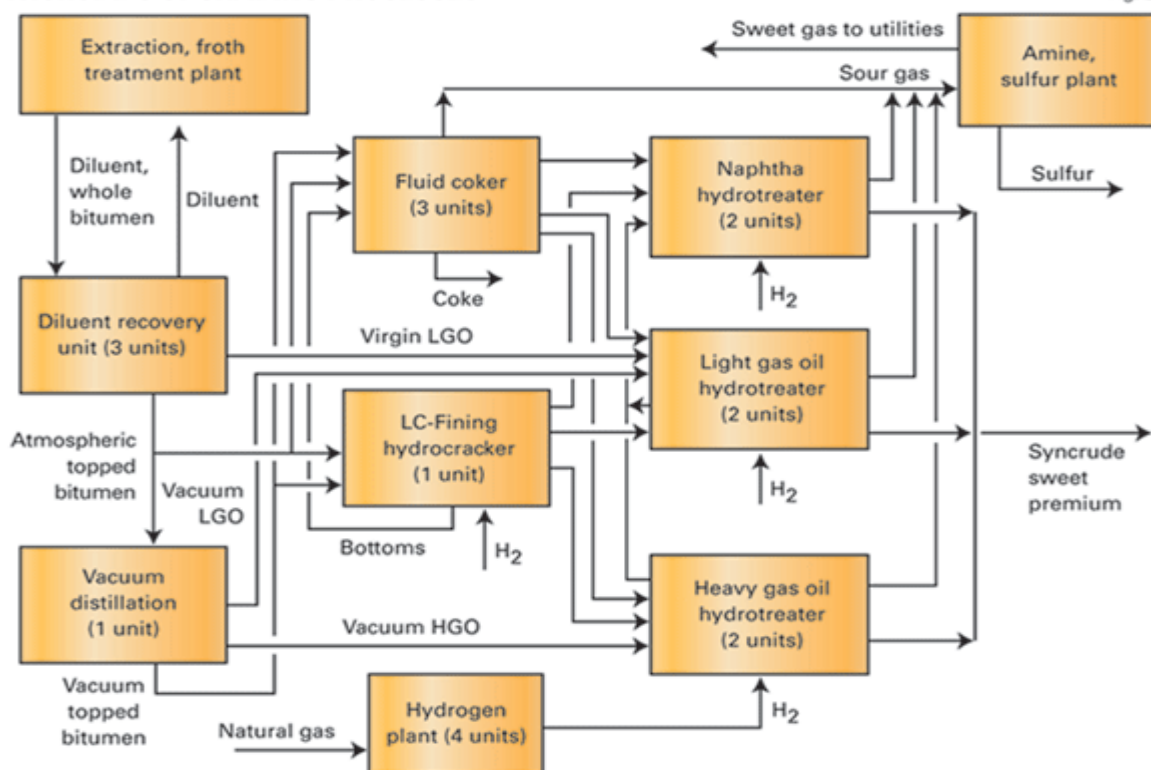 Extraction, froth
treatment plant
Sweet gas to utilities
Amine,
sulfur plant
Sour gas
Sulfur
Diluent,
whole
bitumen
Diluent
Fluid coker
(3 units)
Coke
Naphtha
hydrotreater
(2 units)
H2
Diluent recovery
unit (3 units)
Virgin LGO
Light gas oil
hydrotreater
(2 units)
H2
Atmospheric
topped
bitumen
Vacuum
LGO
LC-Fining
hydrocracker
(1 unit)
Bottoms
H2
Syncrude
sweet
premium
Vacuum
distillation
(1 unit)
Vacuum HGO
Heavy gas oil
hydrotreater
(2 units)
H2
Vacuum
topped
bitumen
Natural gas
Hydrogen
plant (4 units)